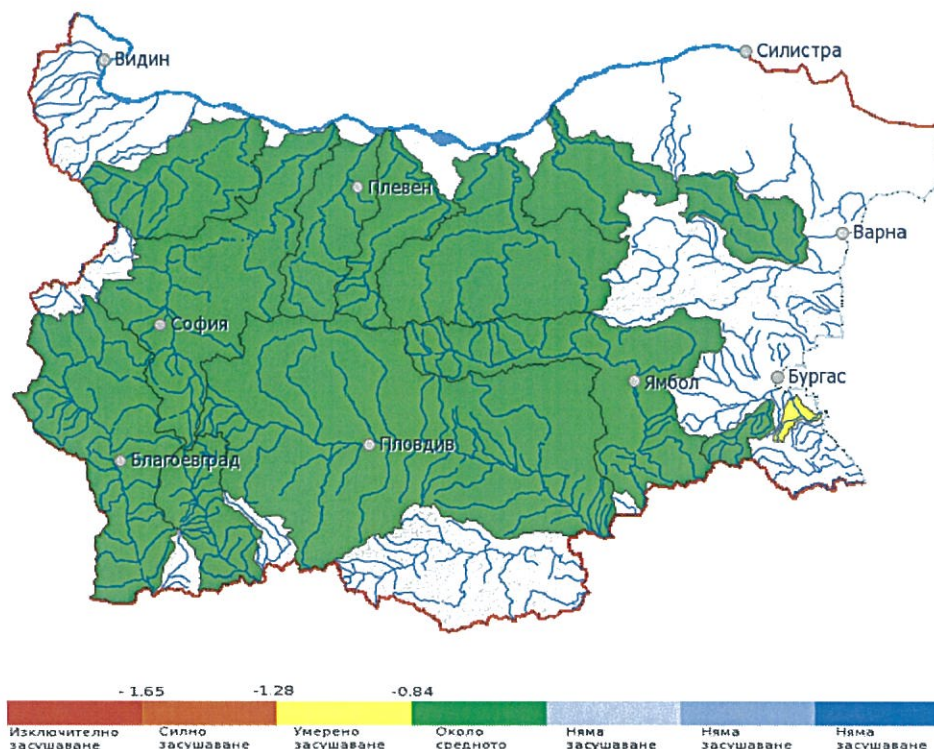 Видин
Силистра
Плевен
Варна
София
Ямбол
Бургас
Пловдив
Благоевград
-1.65 -1.28 -0.84
Изключително засушаване
Силно засушаване
Умерено засушаване
Около средното
Няма засушаване
Няма засушаване
Няма засушаване